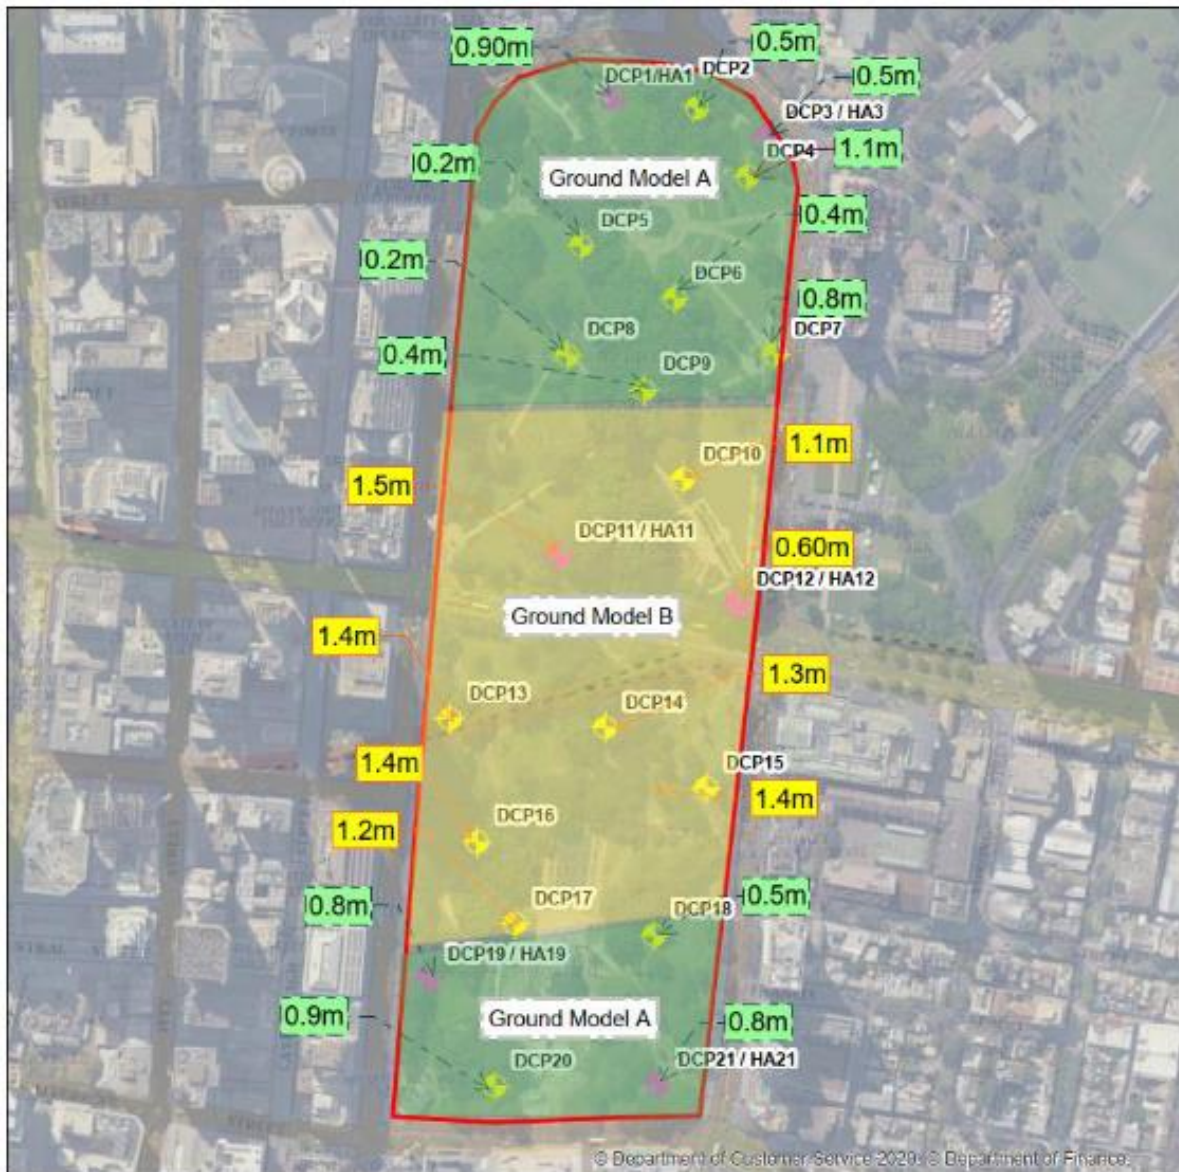 0.90m
0.5m
DCP2
DCP1/HA1
0.5m
DCP3 / HA3
DCP4
1.1m
0.2m
Ground Model A
0.4m
DCP5
0.2m
DCP6
0.8m
DCP8
DCP7
0.4m
DCP9
1.1m
DCP10
1.5m
DCP11 / HA11
0.60m
DCP12 / HA12
Ground Model B
1.4m
1.3m
DCP13
DCP14
1.4m
DCP15
1.4m
1.2m
DCP16
0.8m
DCP17
0.5m
DCP18
DCP19 / HA19
0.9m
Ground Model A
0.8m
DCP20
DCP21 / HA21
© Department of Customer Service 2020, © Department of Finance,